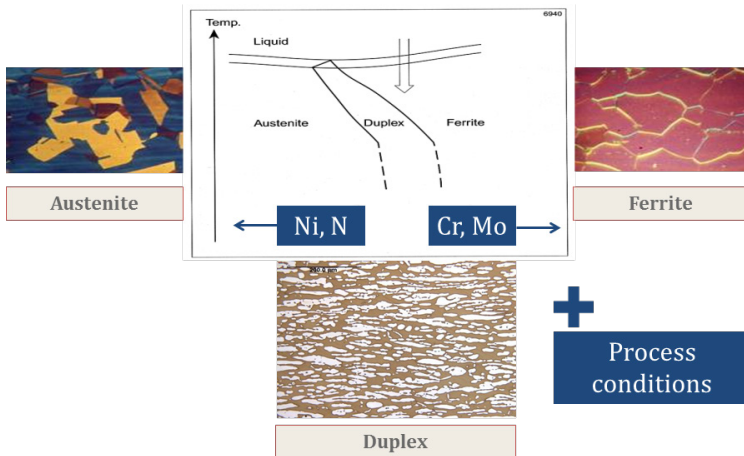 6940
Temp.
Liquid
Austenite
Duplex
Ferrite
Austenite
Ni, N
Cr, Mo
Ferrite
Process
conditions
Duplex